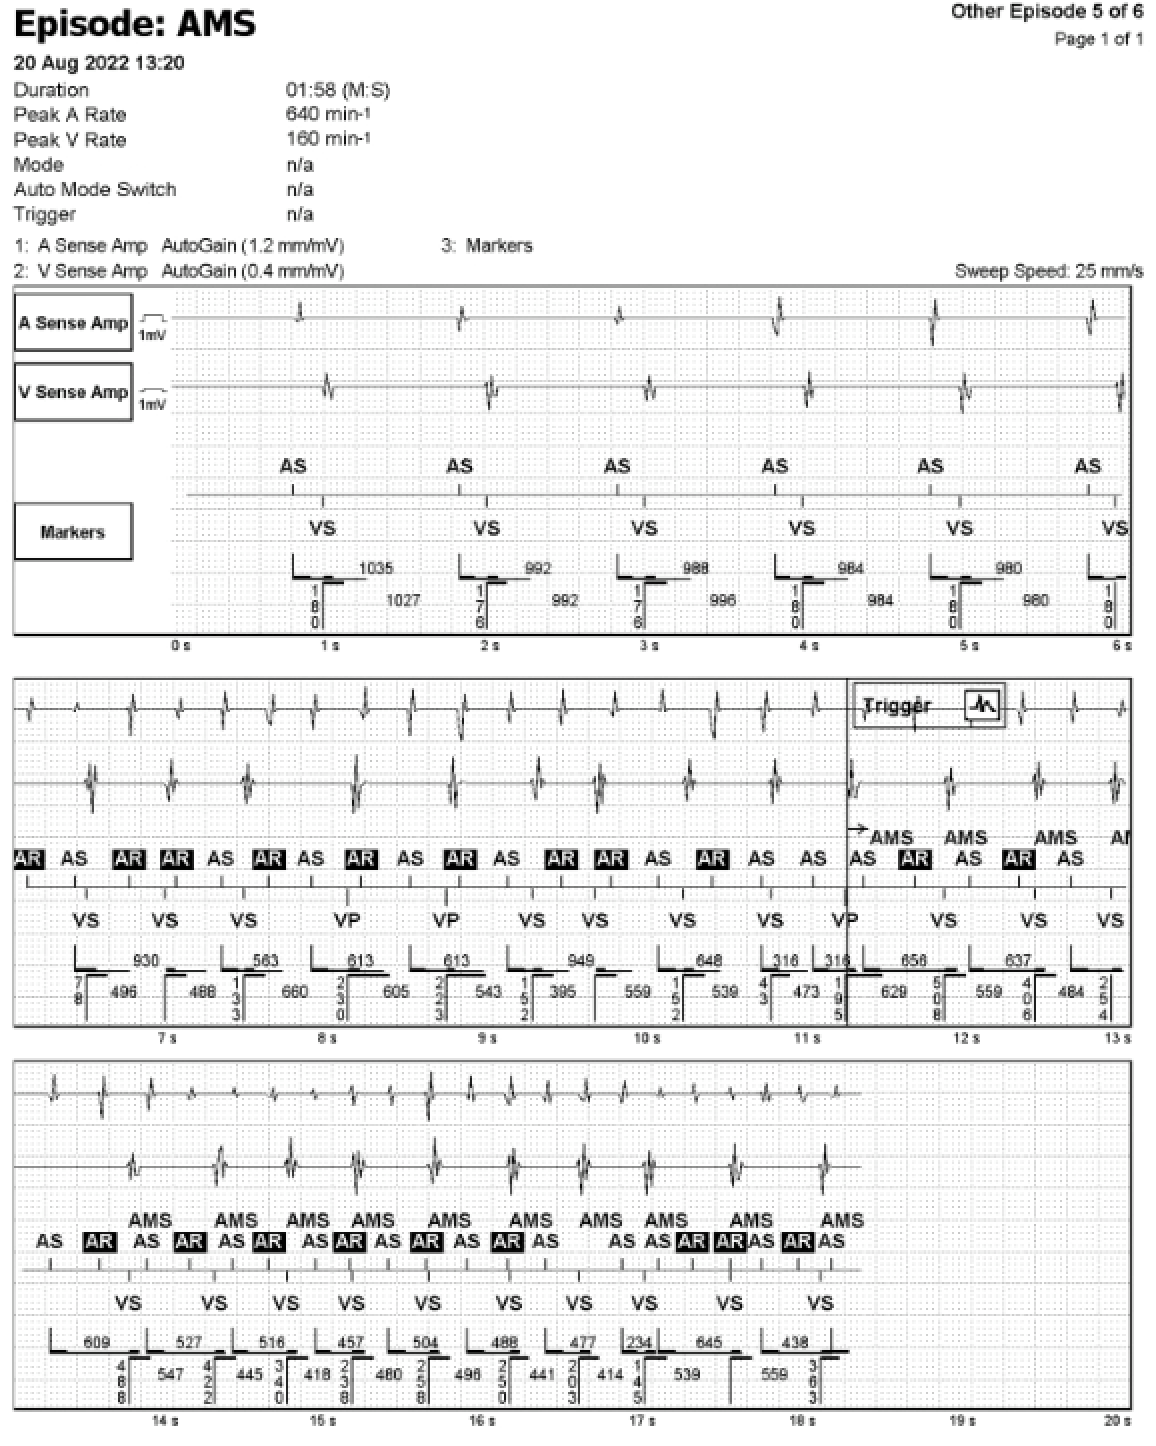 Episode: AMS
Other Episode 5 of 6
Page 1 of 1
20 Aug 2022 13:20
Duration 01:58 (M:S)
Peak A Rate 640 min-1
Peak V Rate 160 min-1
Mode n/a
Auto Mode Switch n/a
Trigger n/a
1: A Sense Amp AutoGain (1.2 mm/mV) 3: Markers
2: V Sense Amp AutoGain (0.4 mm/mV) Sweep Speed: 25 mm/s
A Sense Amp 1mV
V Sense Amp 1mV
AS AS AS AS AS AS
Markers
VS VS VS VS VS VS
1035 992 988 984 980
180 1027 176 992 176 996 180 984 180 980 180
0 s 1 s 2 s 3 s 4 s 5 s 6 s
Trigger
AMS AMS AMS
AR AS AR AR AS AR AS AR AS AR AS AR AR AS AR AS AS AS AR AS AR AS
VS VS VS VP VP VS VS VS VS VP VS VS VS
930 563 613 613 949 648 316 316 656 637
78 496 488 133 660 230 605 223 543 152 395 559 152 539 43 473 195 629 508 559 406 484 254
7 s 8 s 9 s 10 s 11 s 12 s 13 s
AMS AMS AMS AMS AMS AMS AMS AMS AMS AMS
AS AR AS AR AS AR AS AR AS AR AS AR AS AS AS AR AR AS AR AS
VS VS VS VS VS VS VS VS VS VS
609 527 516 457 504 488 477 234 645 438
488 547 422 445 340 418 238 480 258 496 250 441 203 414 145 539 559 363
14 s 15 s 16 s 17 s 18 s 19 s 20 s